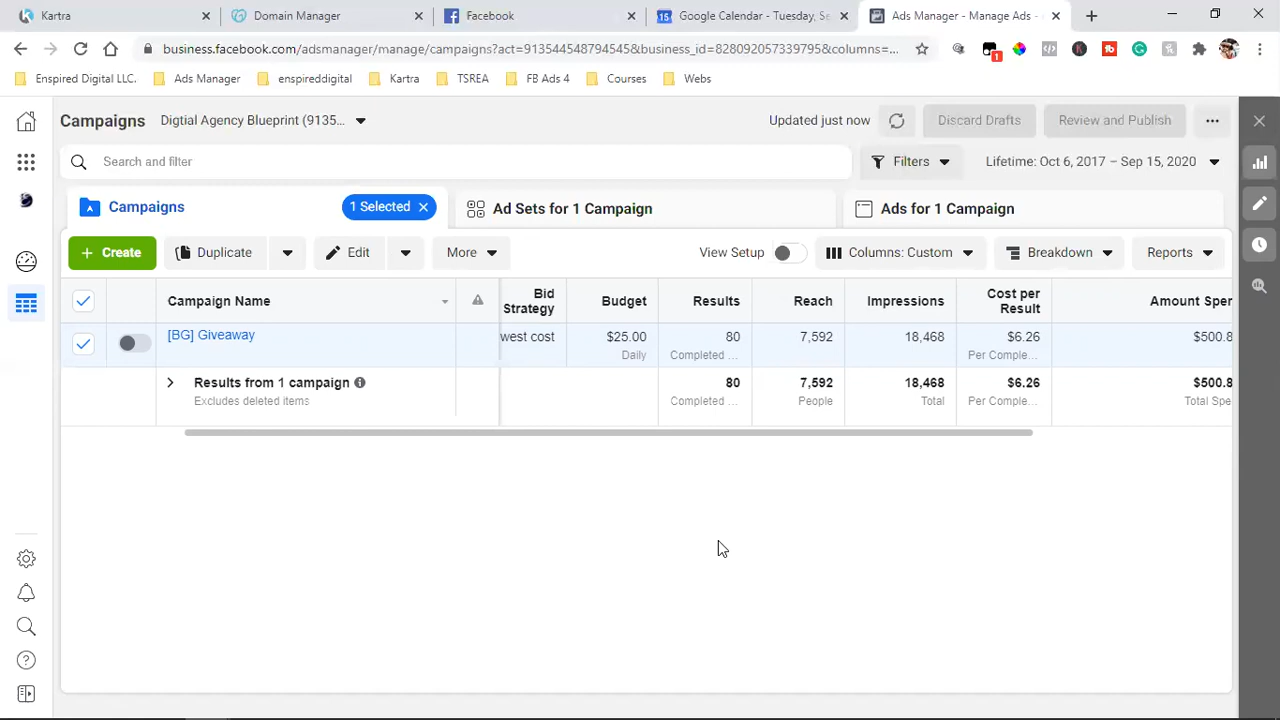 Kartra
Domain Manager
Facebook
Google Calendar - Tuesday, Se
Ads Manager - Manage Ads -
business.facebook.com/adsmanager/manage/campaigns?act=913544548794545&business_id=828092057339795&columns=...
1
Enspired Digital LLC.
Ads Manager
enspireddigital
Kartra
TSREA
FB Ads 4
Courses
Webs
Campaigns
Digtial Agency Blueprint (9135...
Updated just now
Discard Drafts
Review and Publish
Search and filter
Filters
Lifetime: Oct 6, 2017 – Sep 15, 2020
Campaigns
1 Selected
Ad Sets for 1 Campaign
Ads for 1 Campaign
+ Create
Duplicate
Edit
More
View Setup
Columns: Custom
Breakdown
Reports
Campaign Name
Bid
Strategy
Budget
Results
Reach
Impressions
Cost per
Result
Amount Spen
[BG] Giveaway
west cost
$25.00
Daily
80
Completed ...
7,592
18,468
$6.26
Per Comple...
$500.8
Results from 1 campaign
Excludes deleted items
80
Completed ...
7,592
People
18,468
Total
$6.26
Per Comple...
$500.8
Total Spe